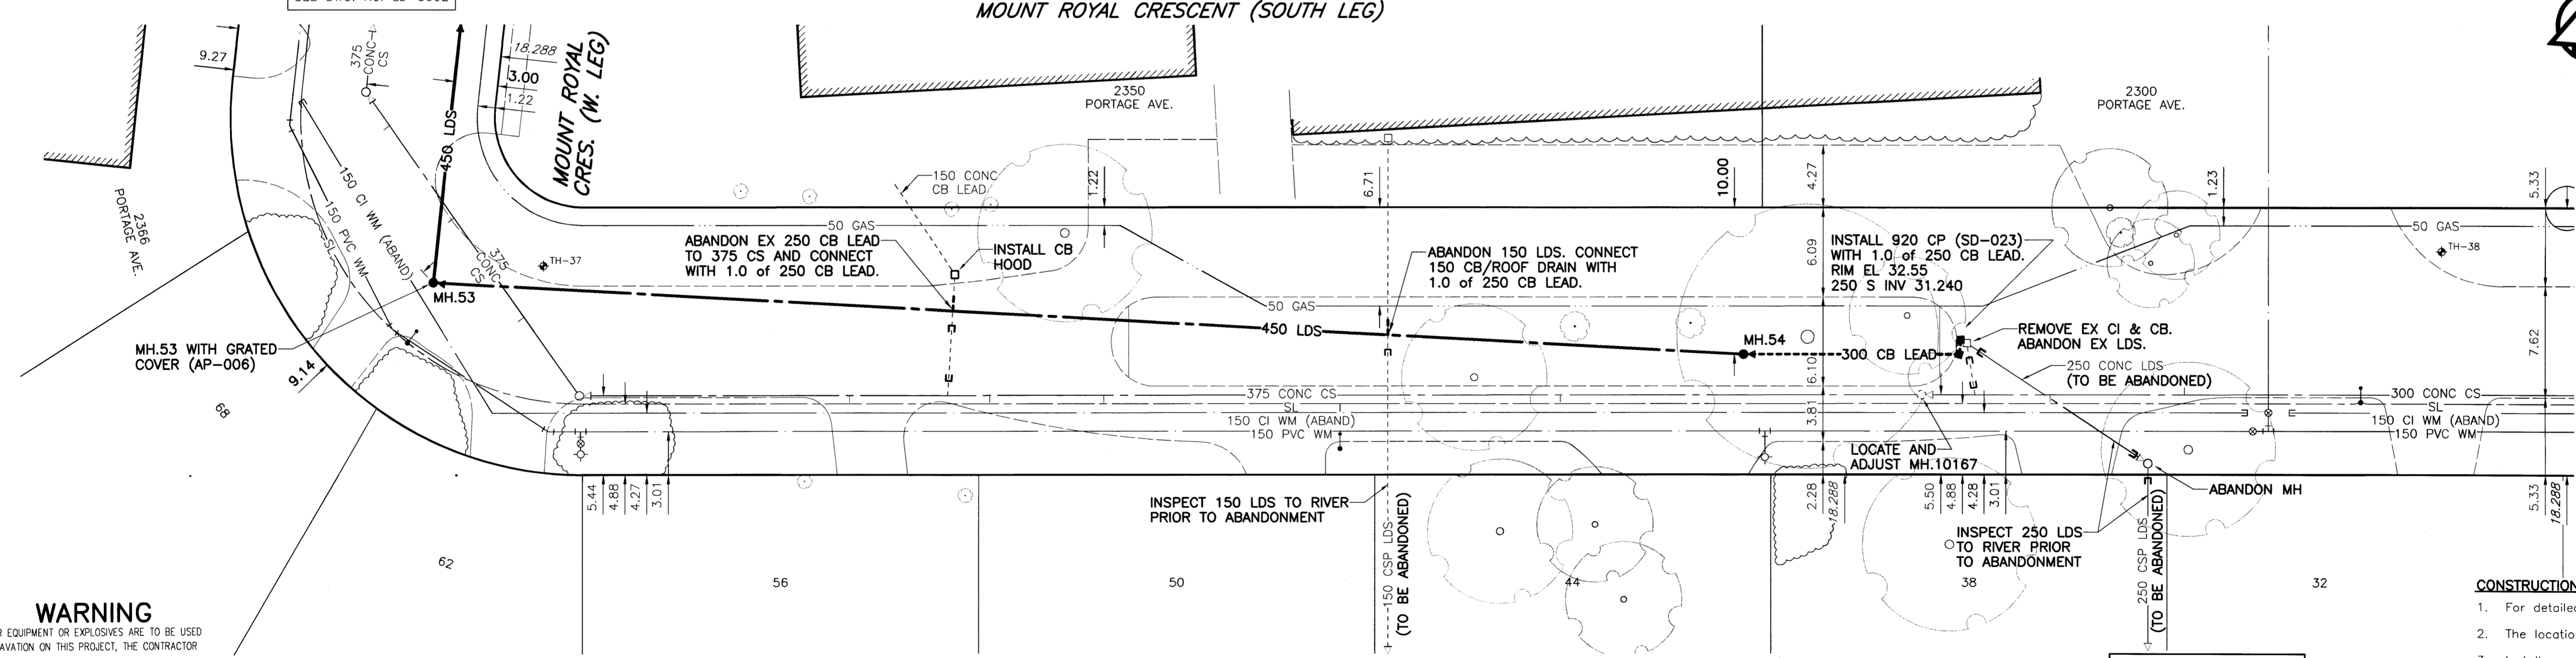 MOUNT ROYAL CRESCENT (SOUTH LEG)
9.27
375
CONC
CS
450 LDS
18.288
3.00
1.22
MOUNT ROYAL
CRES. (W. LEG)
2350
PORTAGE AVE.
2300
PORTAGE AVE.
2366
PORTAGE AVE.
150 CI WM (ABAND)
150 PVC WM
SL
375
CONC
CS
TH-37
MH.53
MH.53 WITH GRATED
COVER (AP-006)
9.14
150 CONC
CB LEAD
1.22
6.71
10.00
4.27
1.23
5.33
50 GAS
ABANDON EX 250 CB LEAD
TO 375 CS AND CONNECT
WITH 1.0 of 250 CB LEAD.
INSTALL CB
HOOD
ABANDON 150 LDS. CONNECT
150 CB/ROOF DRAIN WITH
1.0 of 250 CB LEAD.
6.09
INSTALL 920 CP (SD-023)
WITH 1.0 of 250 CB LEAD.
RIM EL 32.55
250 S INV 31.240
50 GAS
TH-38
50 GAS
450 LDS
MH.54
300 CB LEAD
REMOVE EX CI & CB.
ABANDON EX LDS.
250 CONC LDS
(TO BE ABANDONED)
7.62
6.10
375 CONC CS
SL
150 CI WM (ABAND)
150 PVC WM
3.81
300 CONC CS
SL
150 CI WM (ABAND)
150 PVC WM
LOCATE AND
ADJUST MH.10167
5.44
4.88
4.27
3.01
INSPECT 150 LDS TO RIVER
PRIOR TO ABANDONMENT
150 CSP LDS
(TO BE ABANDONED)
2.28
18.288
5.50
4.88
4.28
3.01
INSPECT 250 LDS
TO RIVER PRIOR
TO ABANDONMENT
ABANDON MH
250 CSP LDS
(TO BE ABANDONED)
5.33
18.288
68
62
56
50
44
38
32
WARNING
EQUIPMENT OR EXPLOSIVES ARE TO BE USED
AVATION ON THIS PROJECT, THE CONTRACTOR
CONSTRUCTION
1. For detailed
2. The locatio